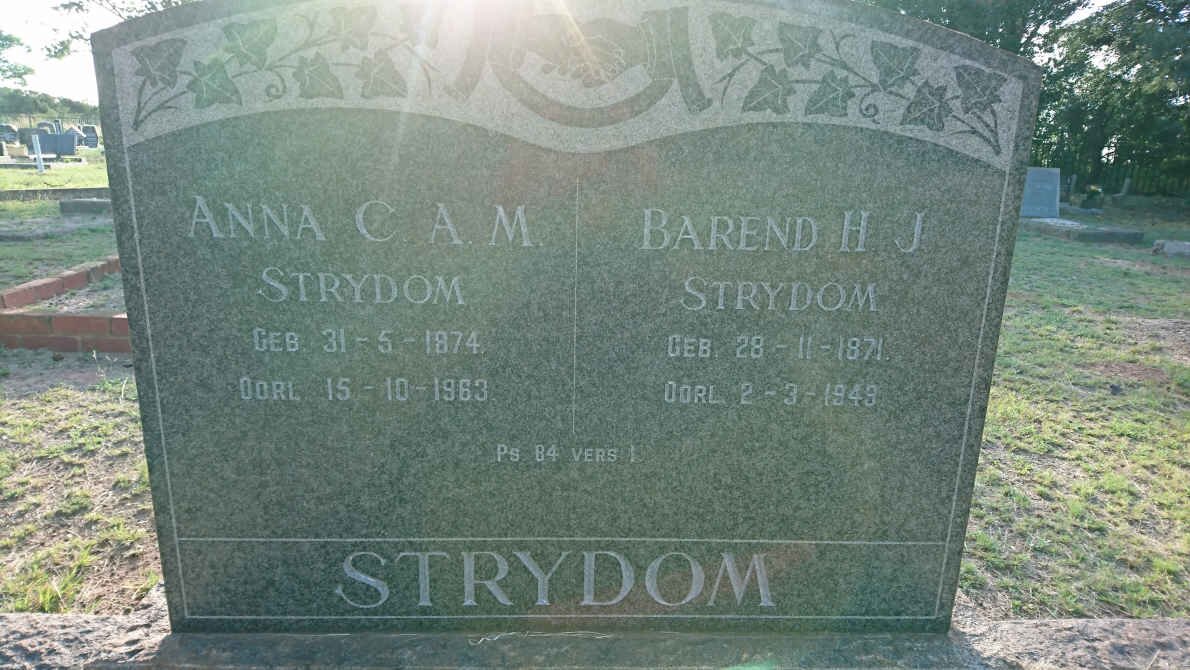 ANNA C. A. M.
STRYDOM
GEB. 31-5-1874.
OORL. 15-10-1963.
BAREND H J
STRYDOM
GEB. 28-11-1871.
OORL. 2-3-1949
PS 84 VERS 1.
STRYDOM